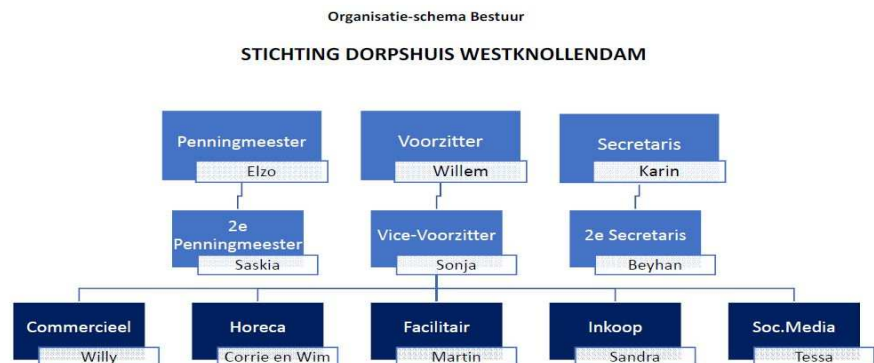 Organisatie-schema Bestuur
STICHTING DORPSHUIS WESTKNOLLENDAM
Penningmeester
Elzo
Voorzitter
Willem
Secretaris
Karin
2e
Penningmeester
Saskia
Vice-Voorzitter
Sonja
2e Secretaris
Beyhan
Commercieel
Willy
Horeca
Corrie en Wim
Facilitair
Martin
Inkoop
Sandra
Soc.Media
Tessa